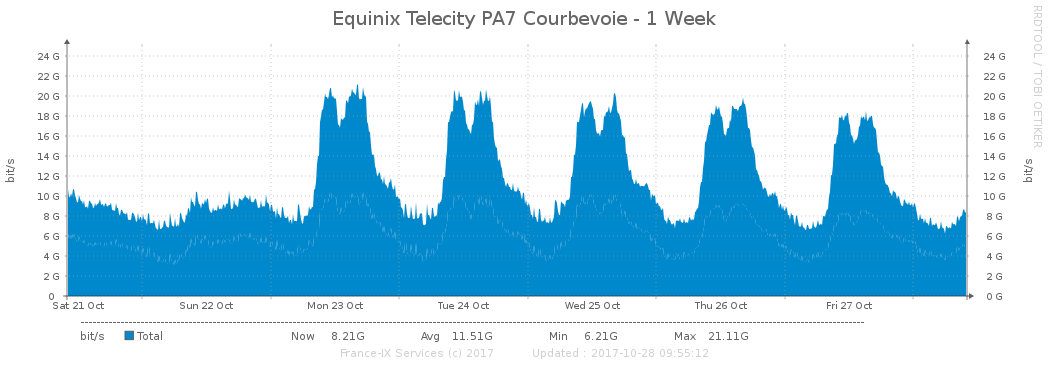 Equinix Telecity PA7 Courbevoie - 1 Week
RRDTOOL / TOBI OETIKER
bit/s
24 G 24 G
22 G 22 G
20 G 20 G
18 G 18 G
16 G 16 G
14 G 14 G
12 G 12 G
10 G 10 G
8 G 8 G
6 G 6 G
4 G 4 G
2 G 2 G
0 0 G
bit/s
Sat 21 Oct Sun 22 Oct Mon 23 Oct Tue 24 Oct Wed 25 Oct Thu 26 Oct Fri 27 Oct
bit/s Total Now 8.21G Avg 11.51G Min 6.21G Max 21.11G
France-IX Services (c) 2017 Updated : 2017-10-28 09:55:12